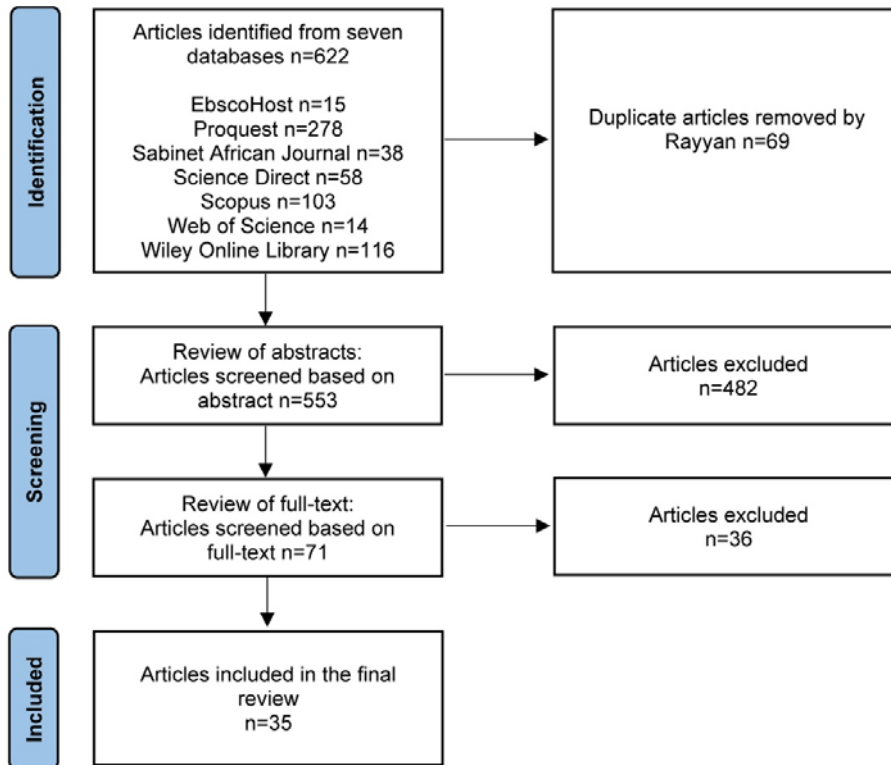 Identification
Articles identified from seven
databases n=622
EbscoHost n=15
Proquest n=278
Sabinet African Journal n=38
Science Direct n=58
Scopus n=103
Web of Science n=14
Wiley Online Library n=116
Duplicate articles removed by
Rayyan n=69
Screening
Review of abstracts:
Articles screened based on
abstract n=553
Articles excluded
n=482
Review of full-text:
Articles screened based on
full-text n=71
Articles excluded
n=36
Included
Articles included in the final
review
n=35